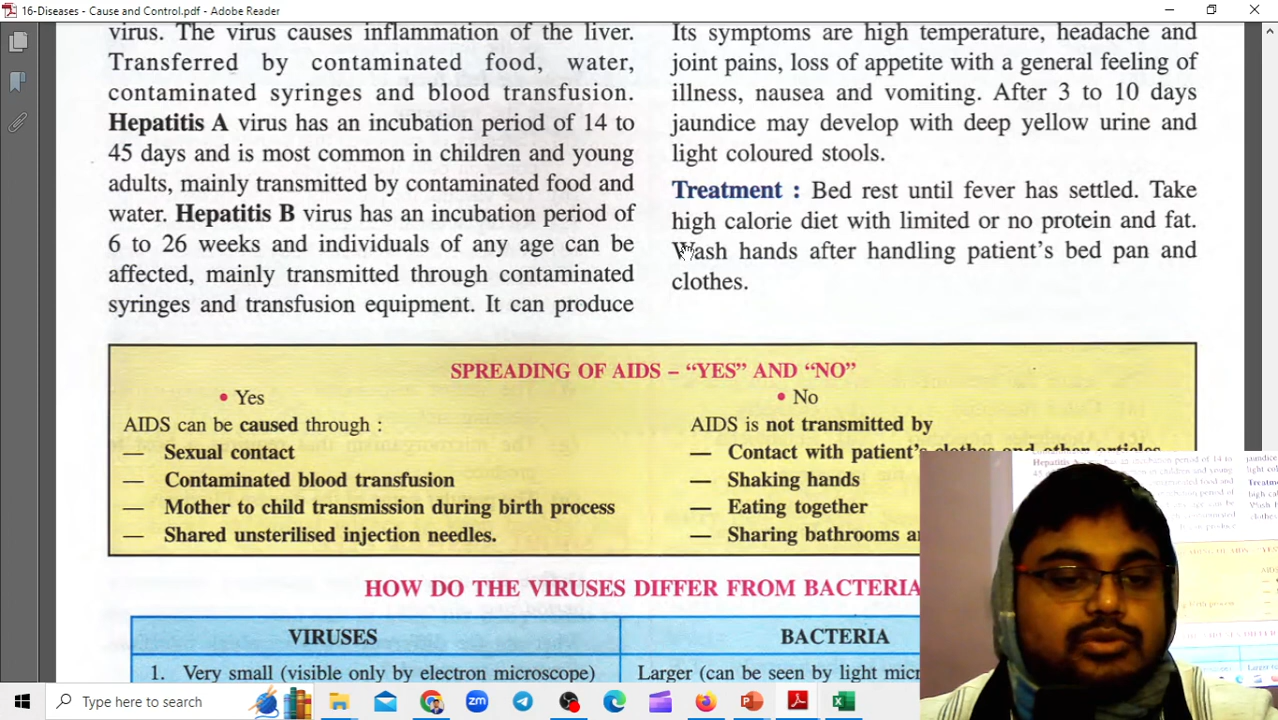 16-Diseases - Cause and Control.pdf - Adobe Reader
virus. The virus causes inflammation of the liver.
Transferred by contaminated food, water,
contaminated syringes and blood transfusion.
Hepatitis A virus has an incubation period of 14 to
45 days and is most common in children and young
adults, mainly transmitted by contaminated food and
water. Hepatitis B virus has an incubation period of
6 to 26 weeks and individuals of any age can be
affected, mainly transmitted through contaminated
syringes and transfusion equipment. It can produce
Its symptoms are high temperature, headache and
joint pains, loss of appetite with a general feeling of
illness, nausea and vomiting. After 3 to 10 days
jaundice may develop with deep yellow urine and
light coloured stools.
Treatment : Bed rest until fever has settled. Take
high calorie diet with limited or no protein and fat.
Wash hands after handling patient's bed pan and
clothes.
SPREADING OF AIDS – "YES" AND "NO"
• Yes
AIDS can be caused through :
— Sexual contact
— Contaminated blood transfusion
— Mother to child transmission during birth process
— Shared unsterilised injection needles.
• No
AIDS is not transmitted by
— Contact with patient's clothes and other articles
— Shaking hands
— Eating together
— Sharing bathrooms
HOW DO THE VIRUSES DIFFER FROM BACTERIA
VIRUSES
BACTERIA
1. Very small (visible only by electron microscope)
Larger (can be seen by light
Type here to search